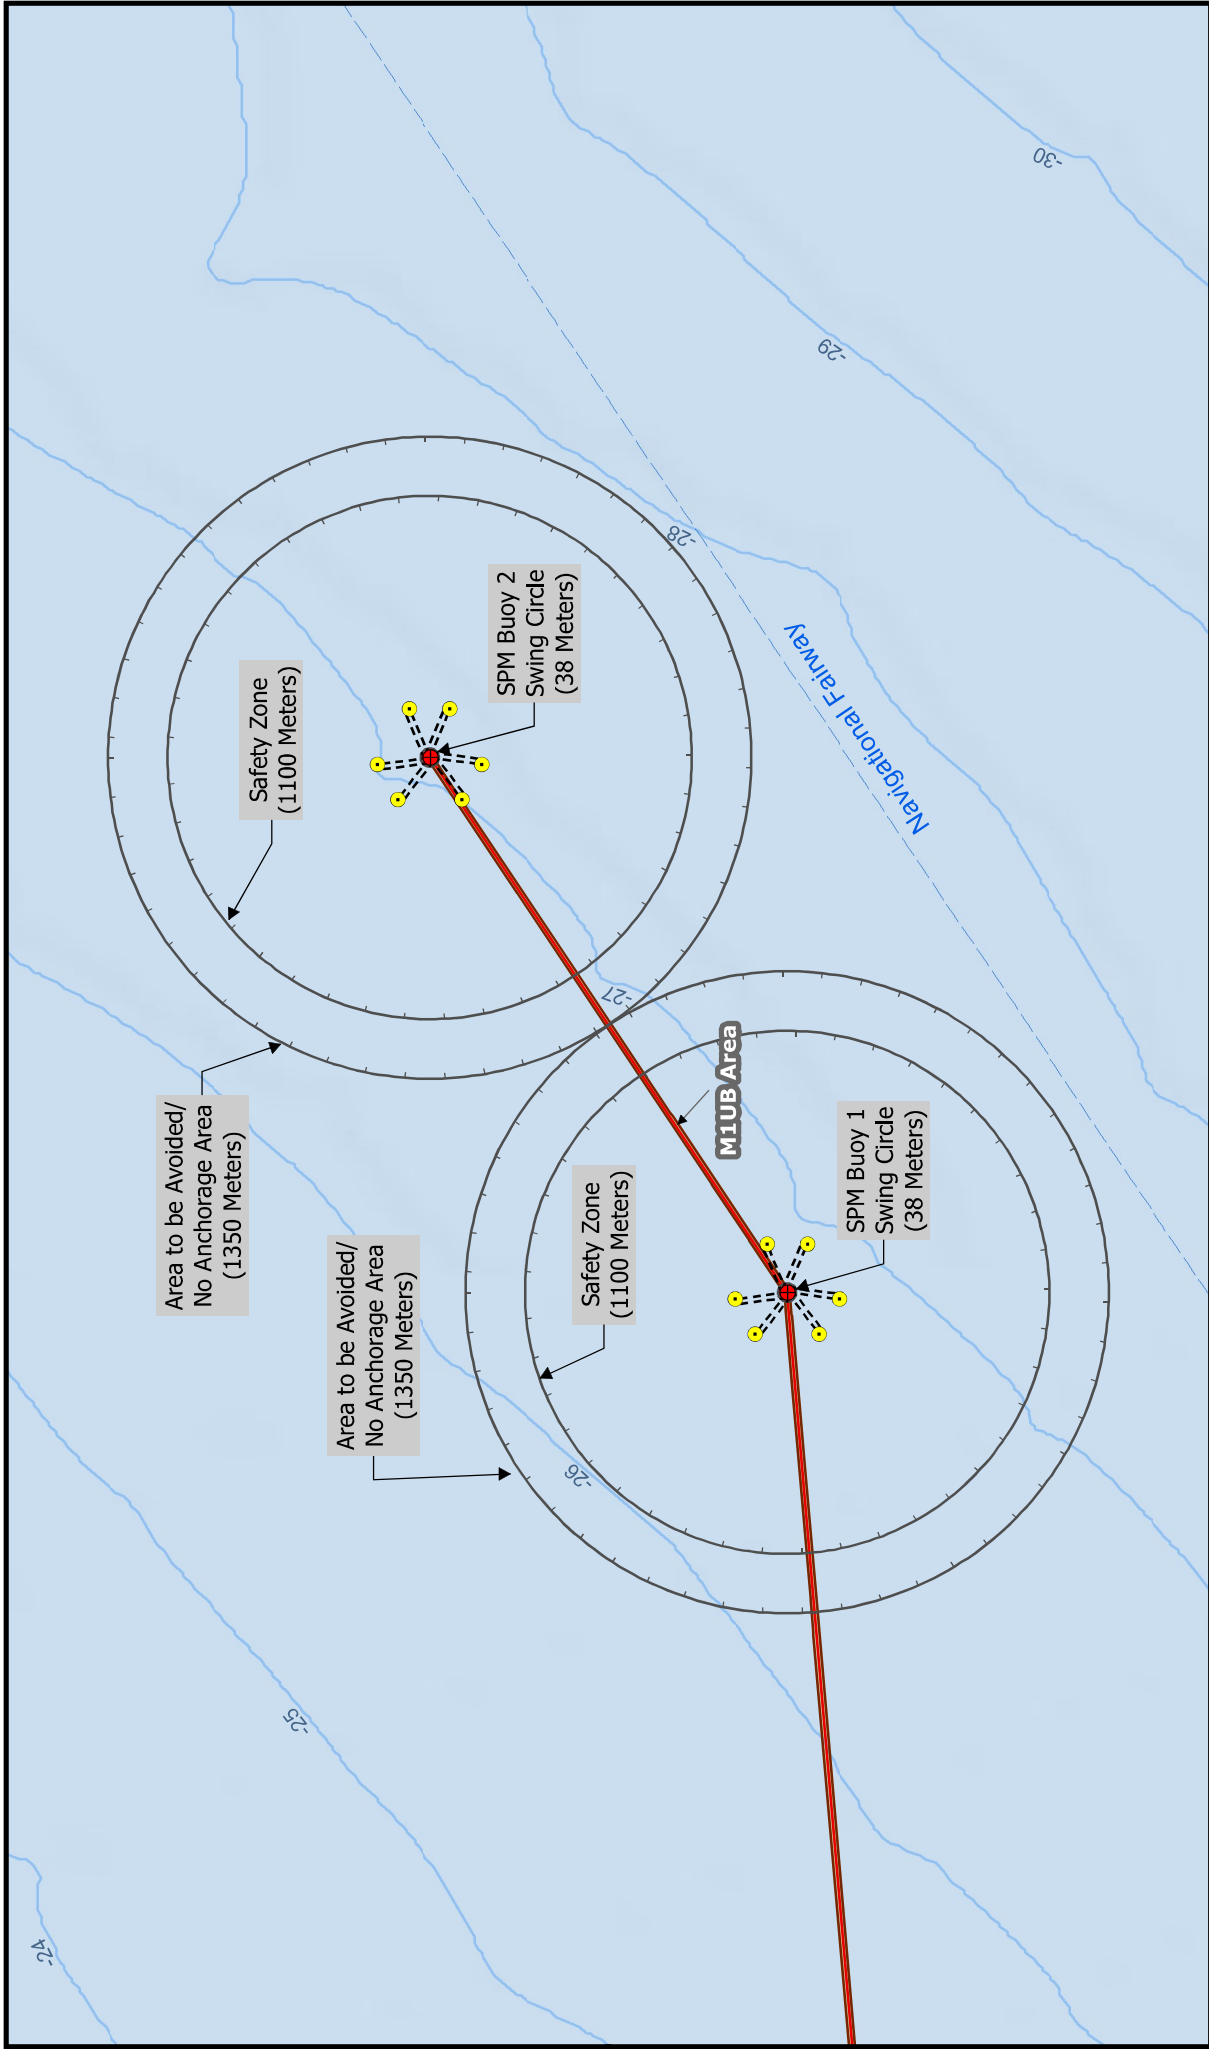 -24
-25
Area to be Avoided/
No Anchorage Area
(1350 Meters)
Safety Zone
(1100 Meters)
Area to be Avoided/
No Anchorage Area
(1350 Meters)
-26
Safety Zone
(1100 Meters)
SPM Buoy 2
Swing Circle
(38 Meters)
-27
-28
M1UB Area
SPM Buoy 1
Swing Circle
(38 Meters)
Navigational Fairway
-29
-30